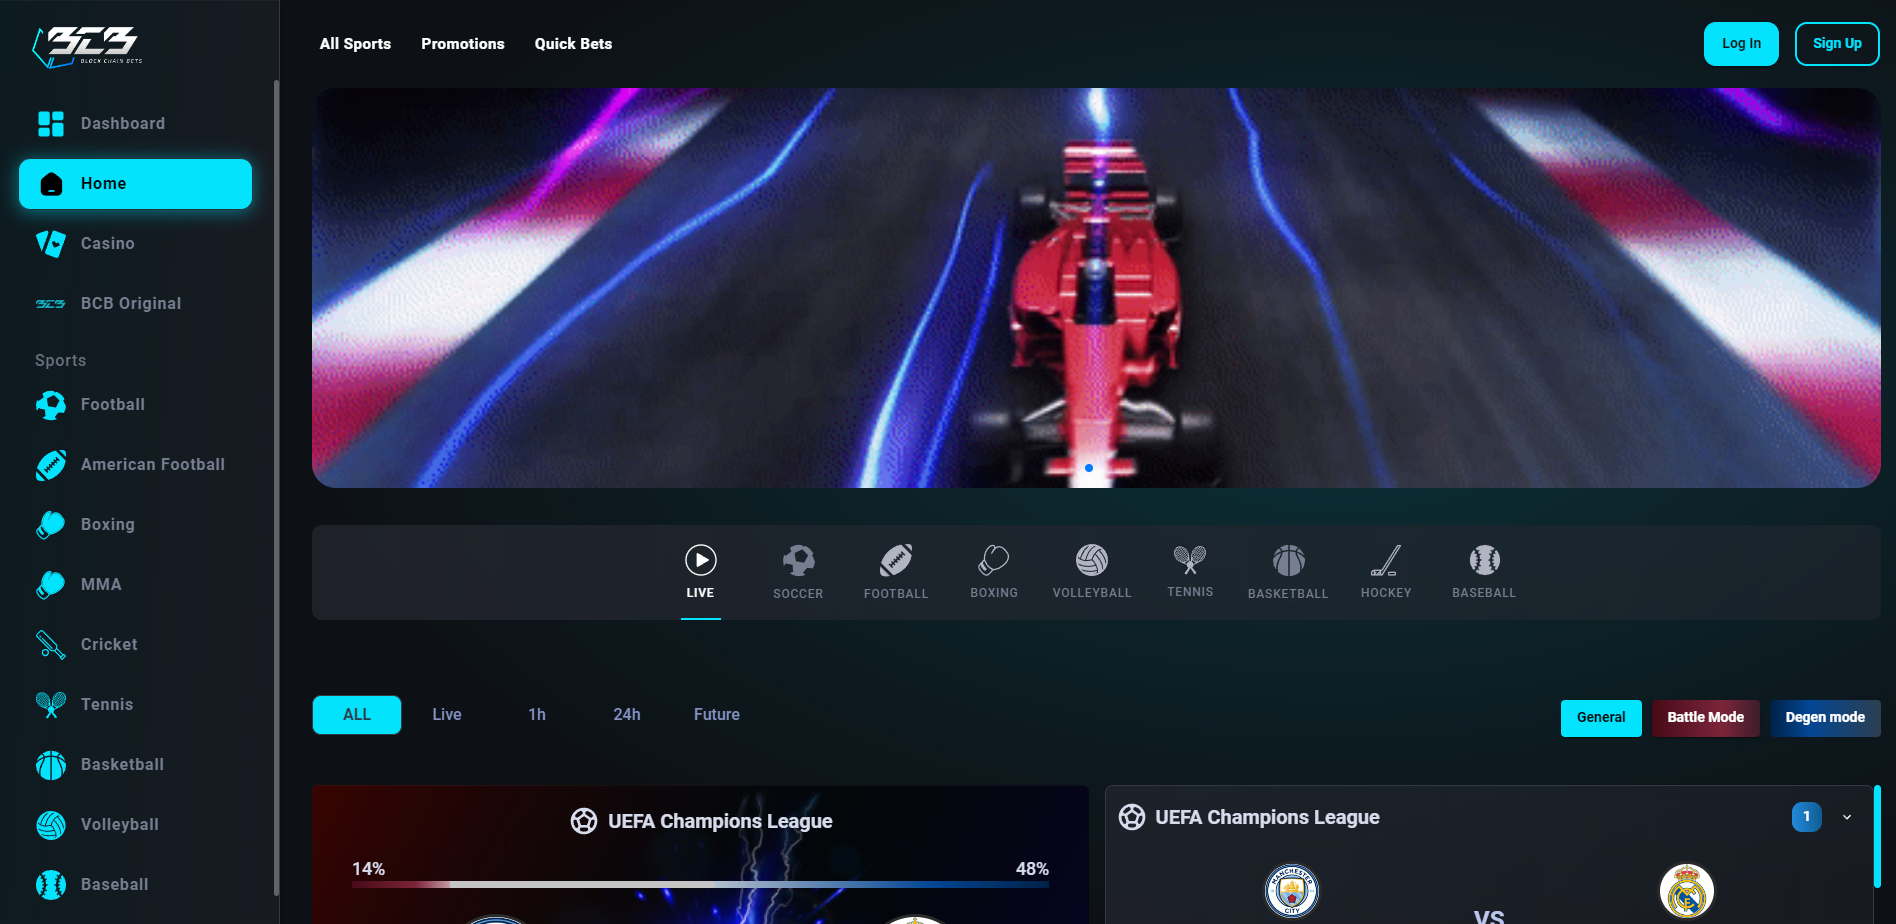 BCB
BLOCK CHAIN BETS
All Sports
Promotions
Quick Bets
Log In
Sign Up
Dashboard
Home
Casino
BCB
BCB Original
Sports
Football
American Football
Boxing
MMA
Cricket
Tennis
Basketball
Volleyball
Baseball
LIVE
SOCCER
FOOTBALL
BOXING
VOLLEYBALL
TENNIS
BASKETBALL
HOCKEY
BASEBALL
ALL
Live
1h
24h
Future
General
Battle Mode
Degen mode
UEFA Champions League
14%
48%
UEFA Champions League
1
MANCHESTER
CITY
VS